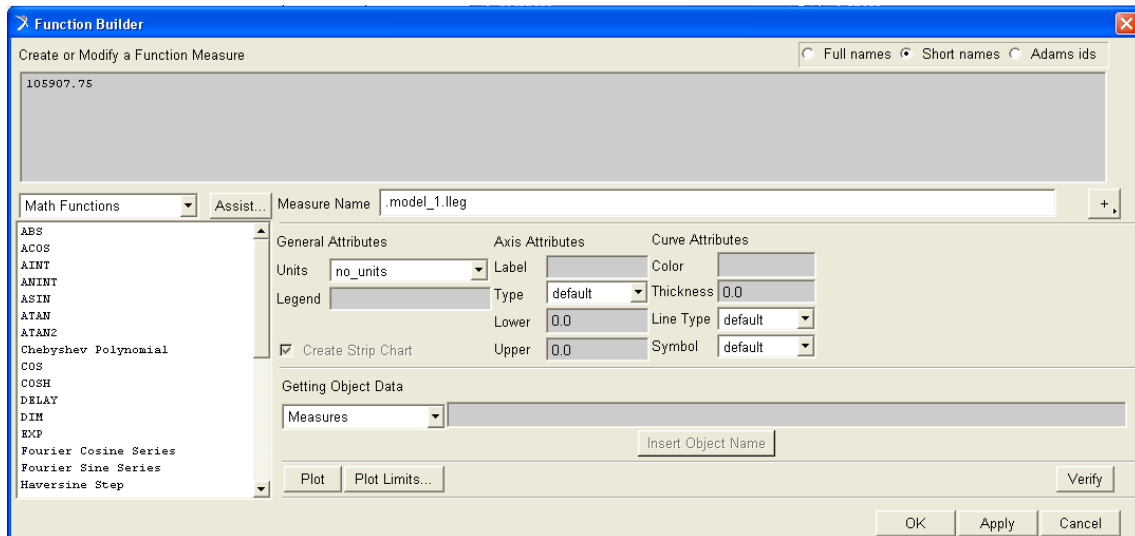 Function Builder
Create or Modify a Function Measure
Full names
Short names
Adams ids
105907.75
Math Functions
Assist...
Measure Name
.model_1.lleg
+
ABS
ACOS
AINT
ANINT
ASIN
ATAN
ATAN2
Chebyshev Polynomial
COS
COSH
DELAY
DIM
EXP
Fourier Cosine Series
Fourier Sine Series
Haversine Step
General Attributes
Units
no_units
Legend
Create Strip Chart
Axis Attributes
Label
Type
default
Lower
0.0
Upper
0.0
Curve Attributes
Color
Thickness
0.0
Line Type
default
Symbol
default
Getting Object Data
Measures
Insert Object Name
Plot
Plot Limits...
Verify
OK
Apply
Cancel